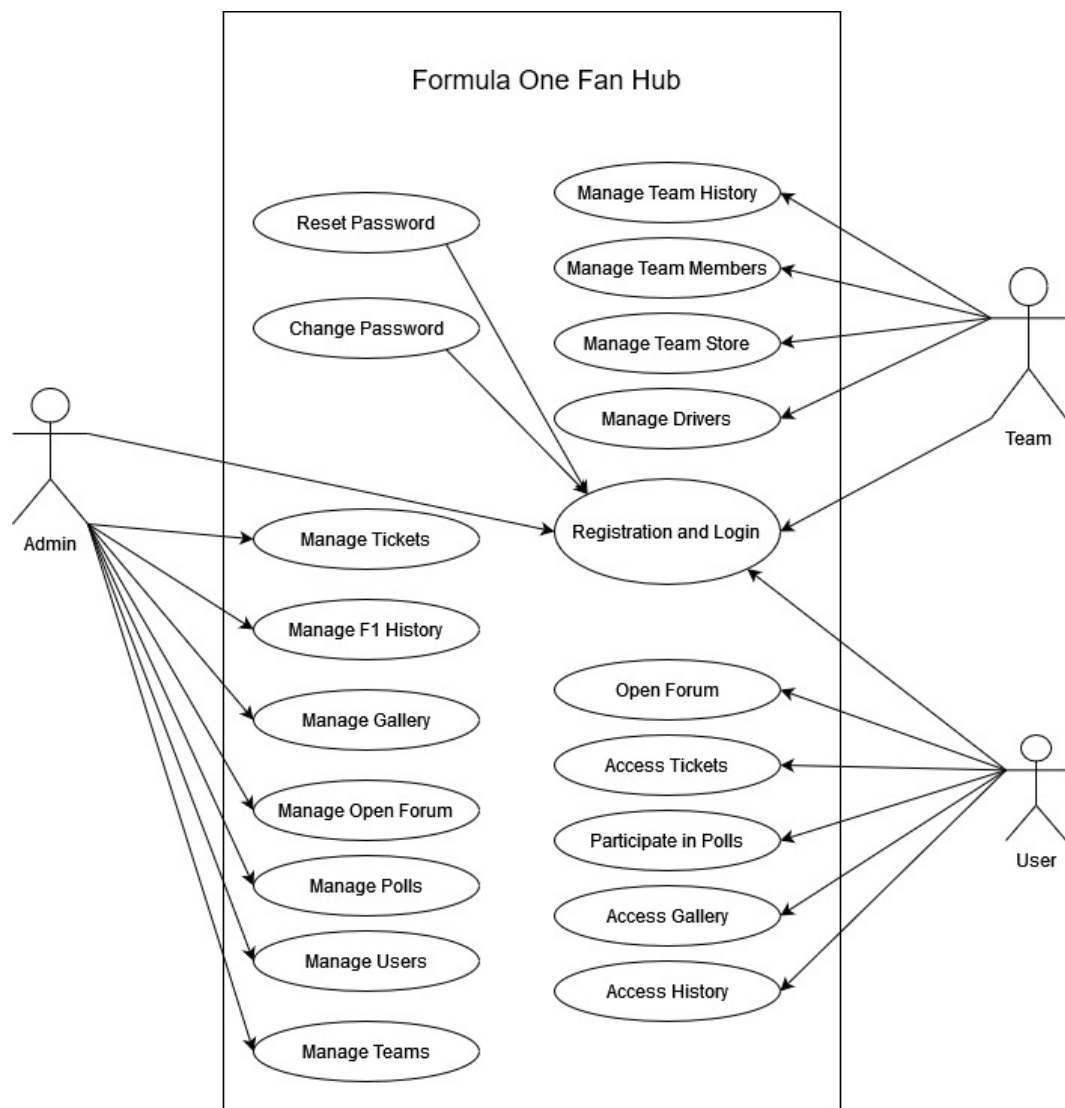 Formula One Fan Hub
Manage Team History
Reset Password
Manage Team Members
Change Password
Manage Team Store
Manage Drivers
Team
Registration and Login
Admin
Manage Tickets
Manage F1 History
Open Forum
Manage Gallery
Access Tickets
Manage Open Forum
Participate in Polls
User
Manage Polls
Access Gallery
Manage Users
Access History
Manage Teams